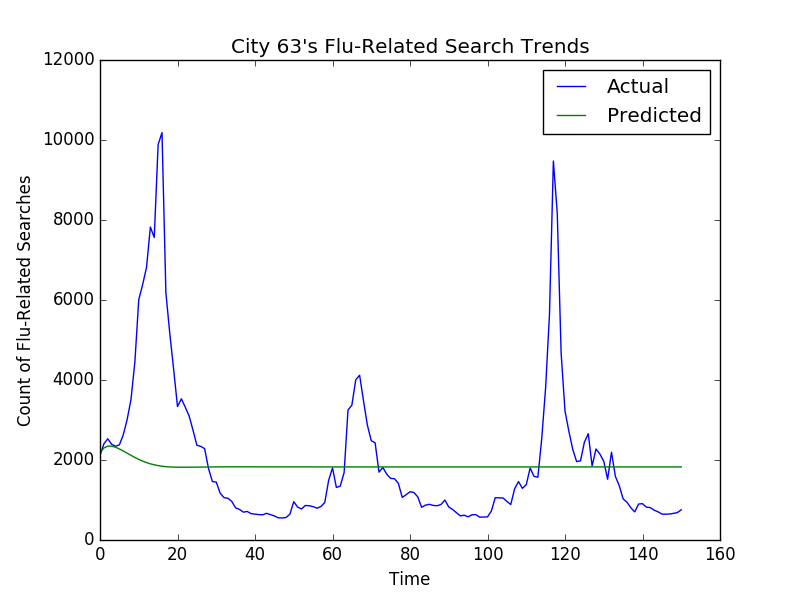 City 63's Flu-Related Search Trends
Actual
Predicted
12000
10000
8000
6000
4000
2000
0
Count of Flu-Related Searches
0 20 40 60 80 100 120 140 160
Time